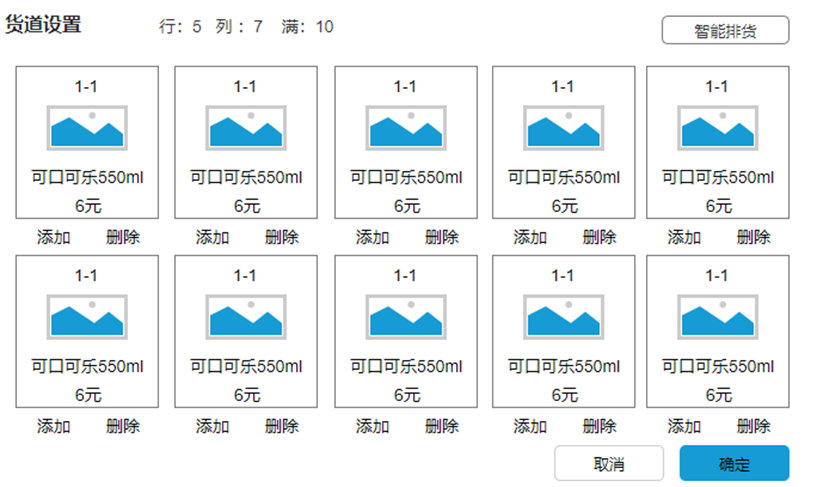 货道设置 行：5 列 ：7 满：10 智能排货
1-1 1-1 1-1 1-1 1-1
可口可乐550ml 可口可乐550ml 可口可乐550ml 可口可乐550ml 可口可乐550ml
6元 6元 6元 6元 6元
添加 删除 添加 删除 添加 删除 添加 删除 添加 删除
1-1 1-1 1-1 1-1 1-1
可口可乐550ml 可口可乐550ml 可口可乐550ml 可口可乐550ml 可口可乐550ml
6元 6元 6元 6元 6元
添加 删除 添加 删除 添加 删除 添加 删除 添加 删除
取消 确定